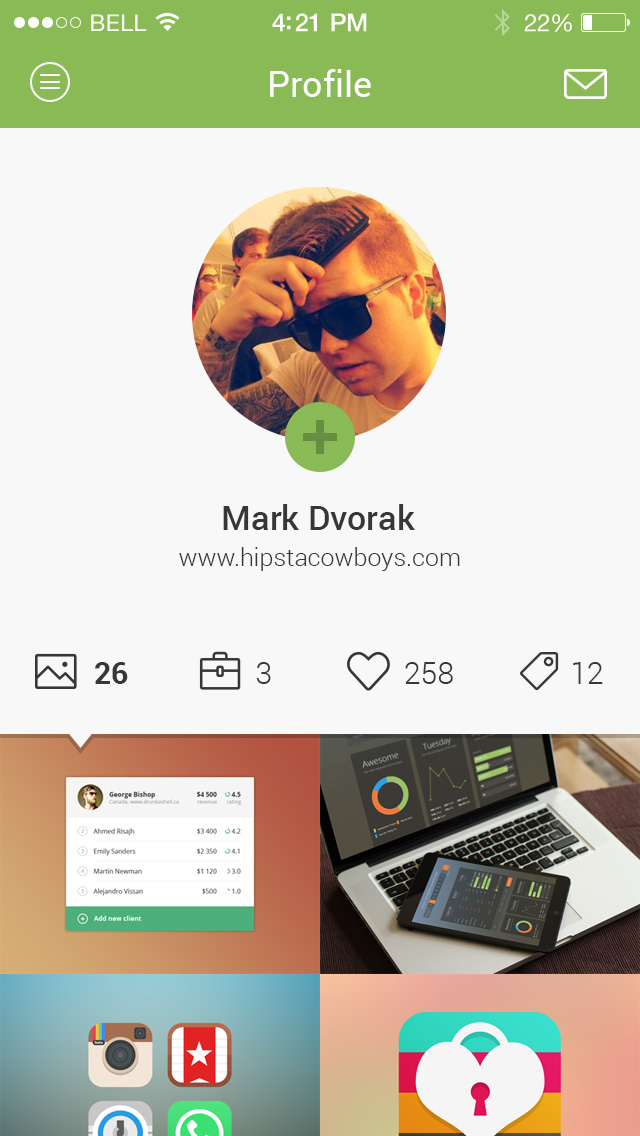 BELL 4:21 PM 22%
Profile
Mark Dvorak
www.hipstacowboys.com
26 3 258 12
George Bishop $4 500 4.5
Canada, www.drunkashell.ca revenue rating
2 Ahmed Risajh $3 400 4.2
3 Emily Sanders $2 350 4.1
4 Martin Newman $1 120 3.0
5 Alejandro Vissan $500 1.0
Add new client
Awesome
Tuesday